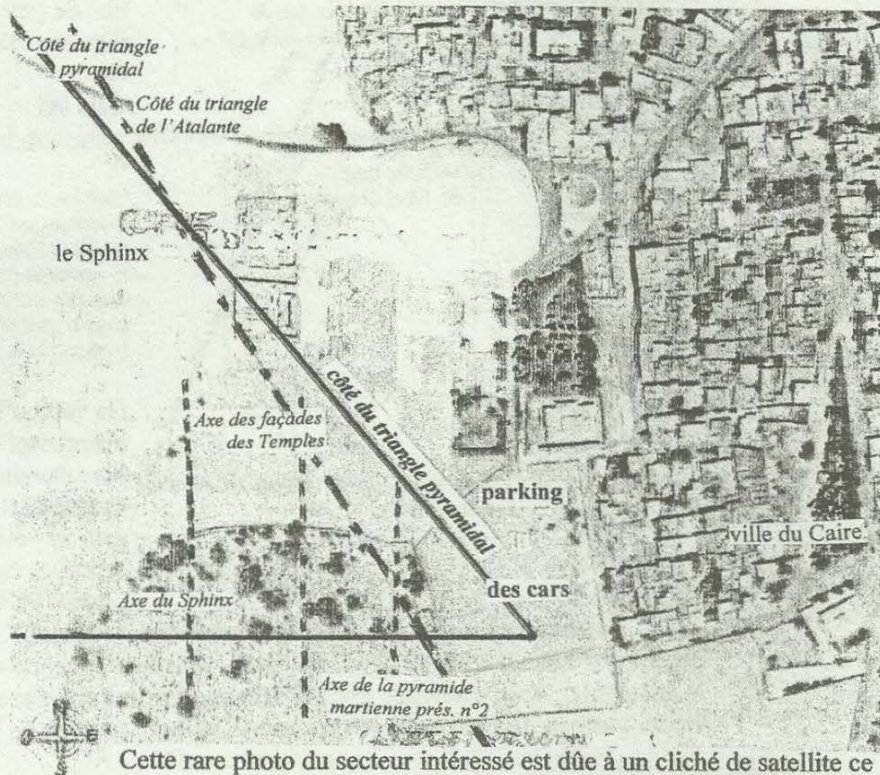 Côté du triangle
pyramidal
Côté du triangle
de l'Atalante
le Sphinx
côté du triangle pyramidal
Axe des façades
des Temples
parking
ville du Caire
des cars
Axe du Sphinx
Axe de la pyramide
martienne prés. n°2
O E
Cette rare photo du secteur intéressé est dûe à un cliché de satellite ce